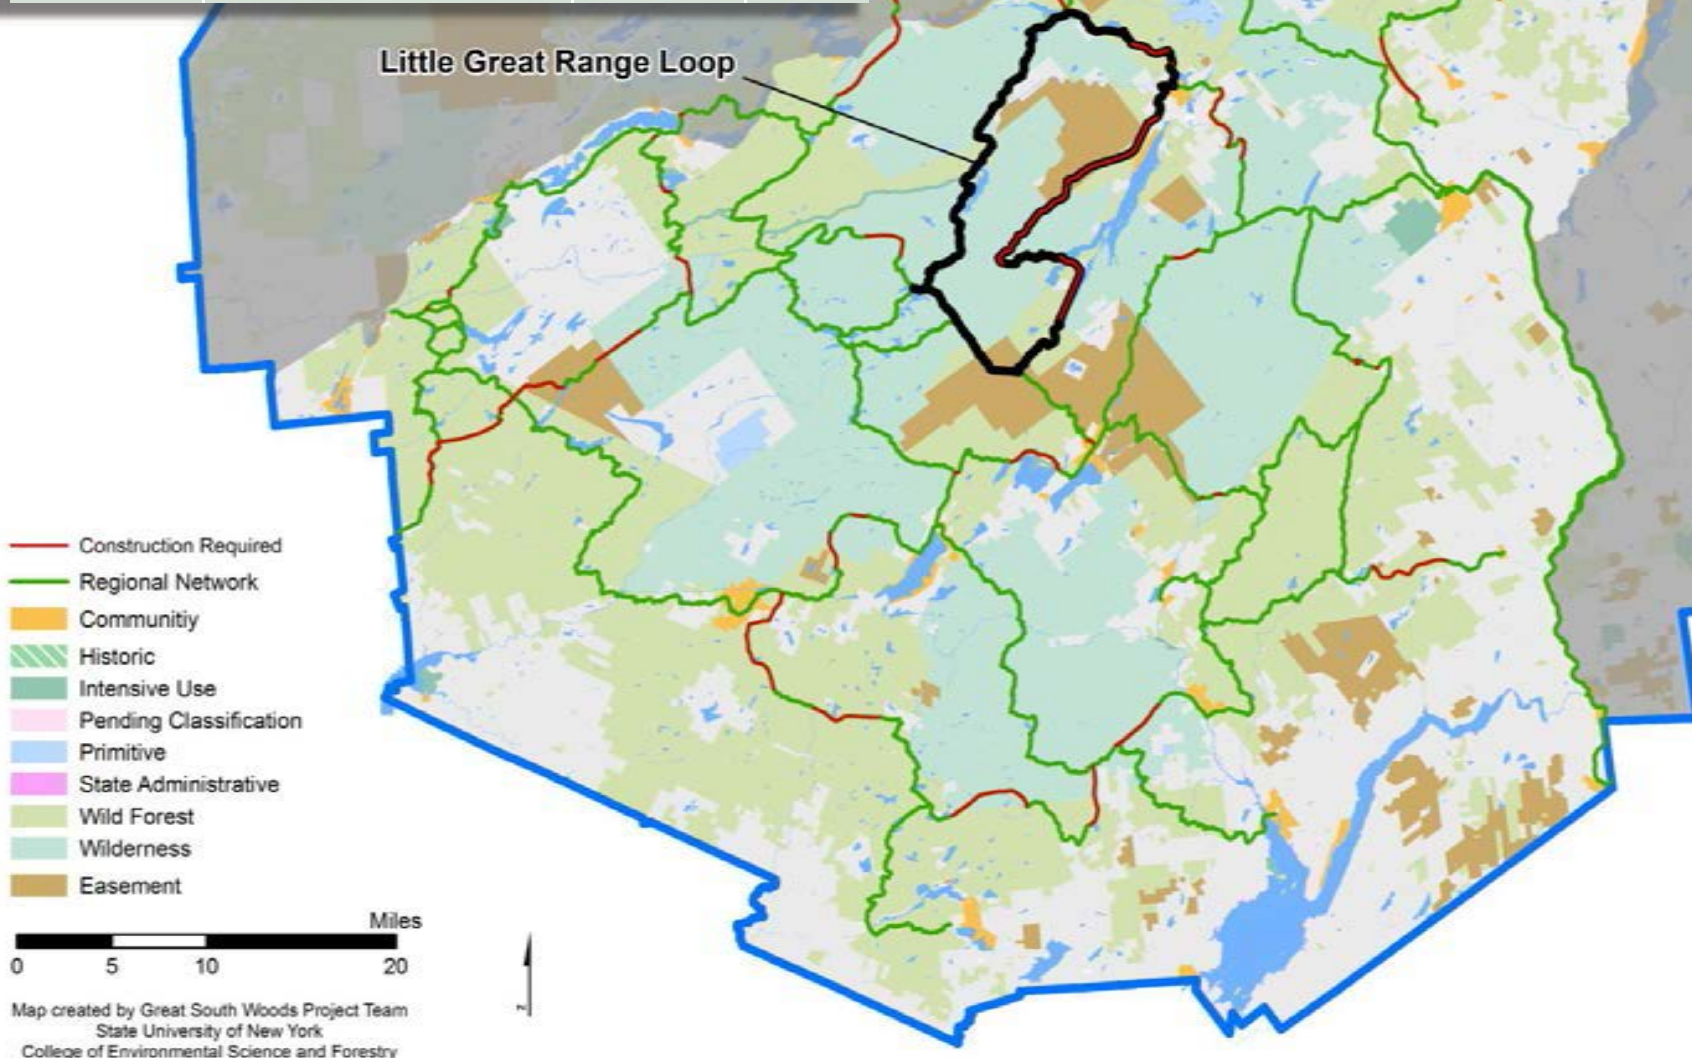 Little Great Range Loop
Construction Required
Regional Network
Communitiy
Historic
Intensive Use
Pending Classification
Primitive
State Administrative
Wild Forest
Wilderness
Easement
Miles
0 5 10 20
Z
Map created by Great South Woods Project Team
State University of New York
College of Environmental Science and Forestry